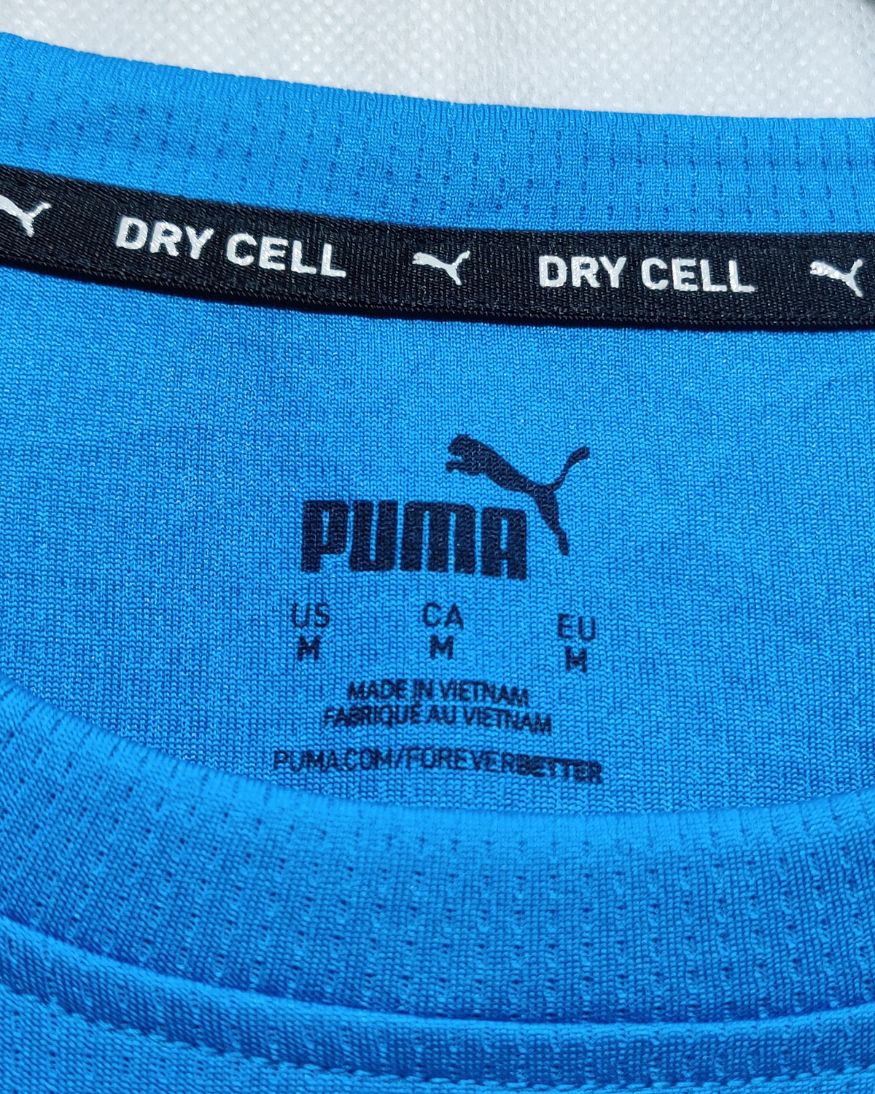 DRY CELL DRY CELL
PUMA
US CA EU
M M M
MADE IN VIETNAM
FABRIQUÉ AU VIETNAM
PUMA.COM/FOREVERBETTER